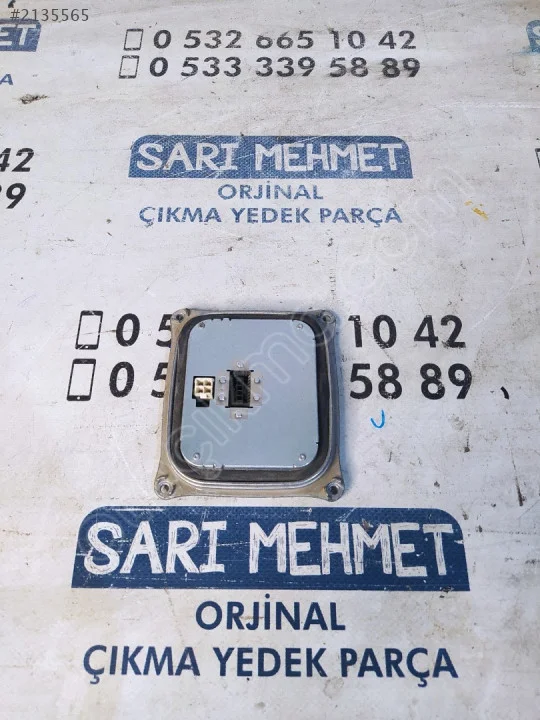 #2135565
0 532 665 10 42
0 533 339 58 89
42
89
SARI MEHMET
ORJİNAL
ÇIKMA YEDEK PARÇA
0 5 10 42
0 5 58 89
SARI MEHMET
ORJİNAL
ÇIKMA YEDEK PARÇA